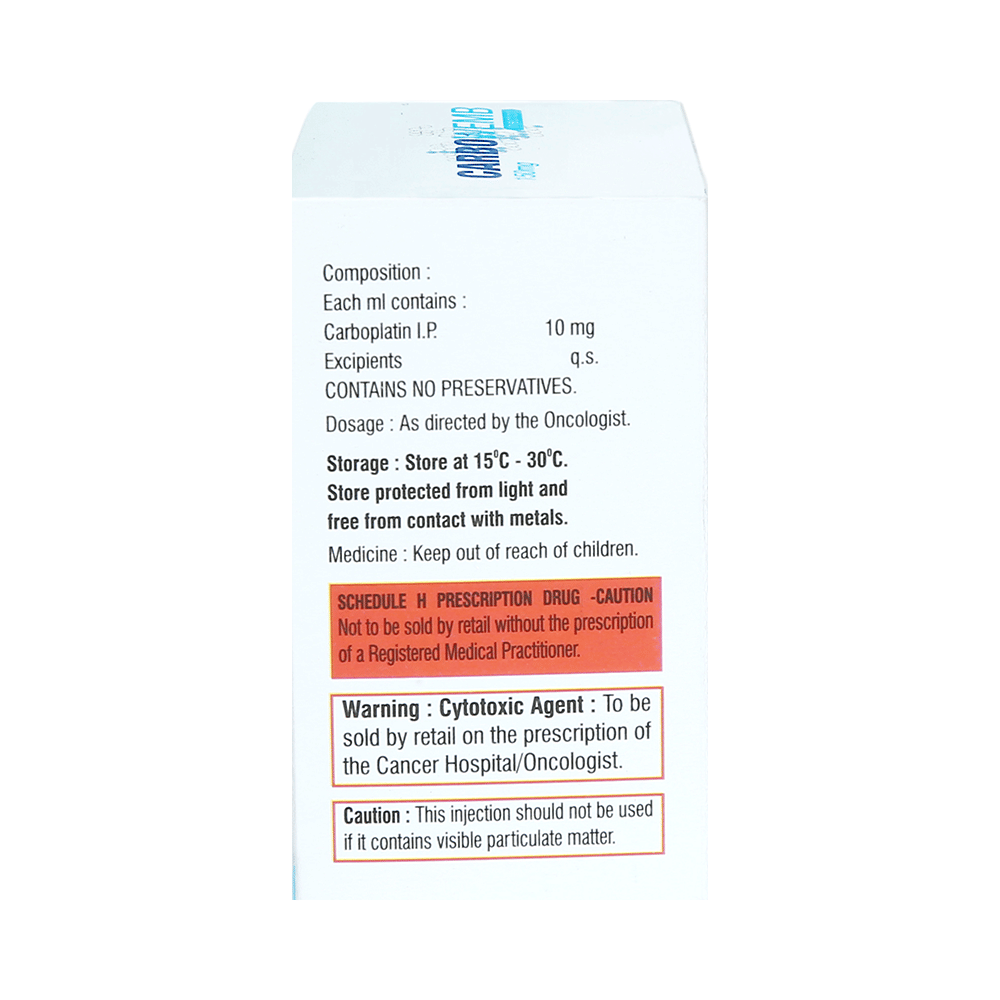 CARBOWEMB
150mg
Composition :
Each ml contains :
Carboplatin I.P. 10 mg
Excipients q.s.
CONTAINS NO PRESERVATIVES.
Dosage : As directed by the Oncologist.
Storage : Store at 15⁰C - 30⁰C.
Store protected from light and
free from contact with metals.
Medicine : Keep out of reach of children.
SCHEDULE H PRESCRIPTION DRUG -CAUTION
Not to be sold by retail without the prescription
of a Registered Medical Practitioner.
Warning : Cytotoxic Agent : To be
sold by retail on the prescription of
the Cancer Hospital/Oncologist.
Caution : This injection should not be used
if it contains visible particulate matter.